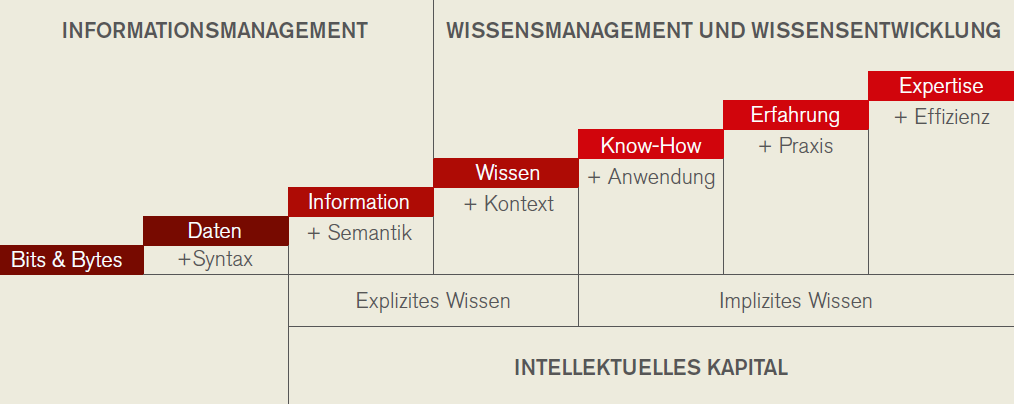 INFORMATIONSMANAGEMENT
WISSENSMANAGEMENT UND WISSENSENTWICKLUNG
Expertise
+ Effizienz
Erfahrung
+ Praxis
Know-How
+ Anwendung
Wissen
+ Kontext
Information
+ Semantik
Daten
+Syntax
Bits & Bytes
Explizites Wissen
Implizites Wissen
INTELLEKTUELLES KAPITAL